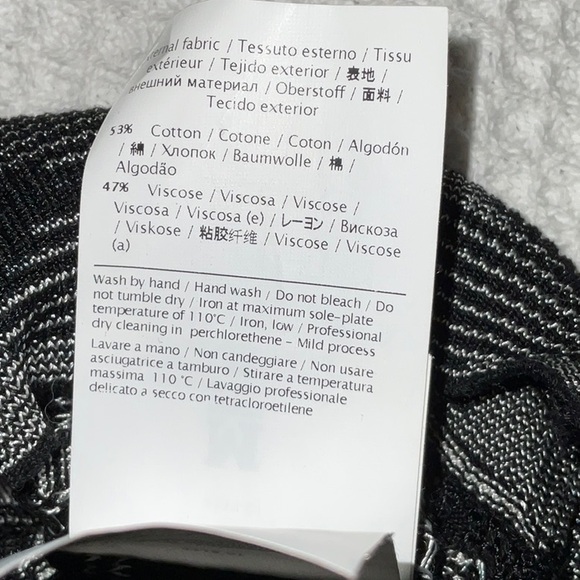 ernal fabric / Tessuto esterno / Tissu
extérieur / Tejido exterior / 表地 /
внешний материал / Oberstoff / 面料 /
Tecido exterior
53% Cotton / Cotone / Coton / Algodón
/ 綿 / Хлопок / Baumwolle / 棉 /
Algodão
47% Viscose / Viscosa / Viscose /
Viscosa / Viscosa (e) / レーヨン / Вискоза
/ Viskose / 粘胶纤维 / Viscose / Viscose
(a)
Wash by hand / Hand wash / Do not bleach / Do
not tumble dry / Iron at maximum sole-plate
temperature of 110°C / Iron, low / Professional
dry cleaning in perchlorethene - Mild process
Lavare a mano / Non candeggiare / Non usare
asciugatrice a tamburo / Stirare a temperatura
massima 110 °C / Lavaggio professionale
delicato a secco con tetracloroetilene